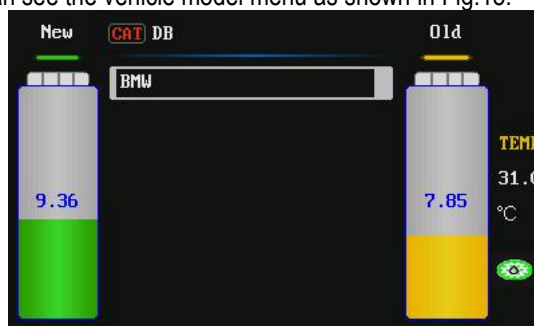 an see the vehicle model menu as shown in Fig.
New CAT DB Old
BMW
TEM
9.36 7.85 31.
°C